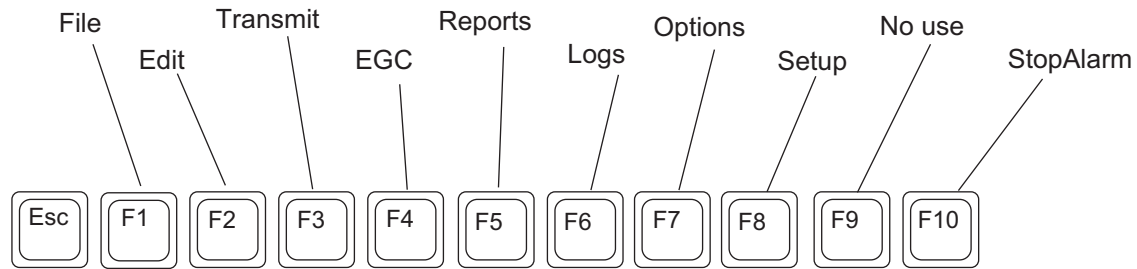 File
Edit
Transmit
EGC
Reports
Logs
Options
Setup
No use
StopAlarm
Esc
F1
F2
F3
F4
F5
F6
F7
F8
F9
F10